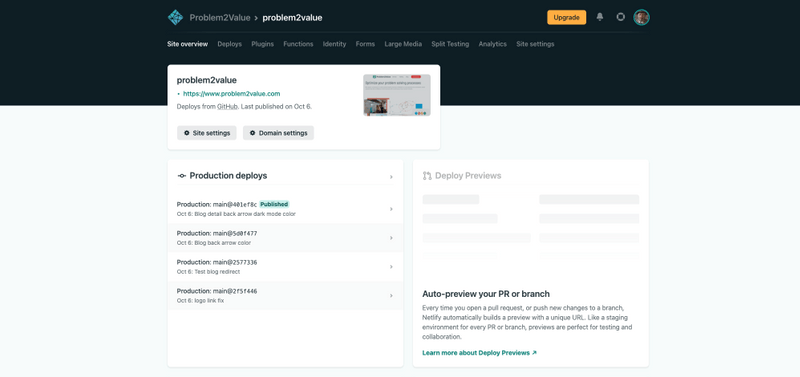 Problem2Value > problem2value
Upgrade
Site overview Deploys Plugins Functions Identity Forms Large Media Split Testing Analytics Site settings
problem2value
https://www.problem2value.com
Deploys from GitHub. Last published on Oct 6.
Site settings Domain settings
Production deploys
Production: main@401ef8c Published
Oct 6: Blog detail back arrow dark mode color
Production: main@5d0f477
Oct 6: Blog back arrow color
Production: main@2577336
Oct 6: Test blog redirect
Production: main@2f5f446
Oct 6: logo link fix
Deploy Previews
Auto-preview your PR or branch
Every time you open a pull request, or push new changes to a branch,
Netlify automatically builds a preview with a unique URL. Like a staging
environment for every PR or branch, previews are perfect for testing and
collaboration.
Learn more about Deploy Previews ↗